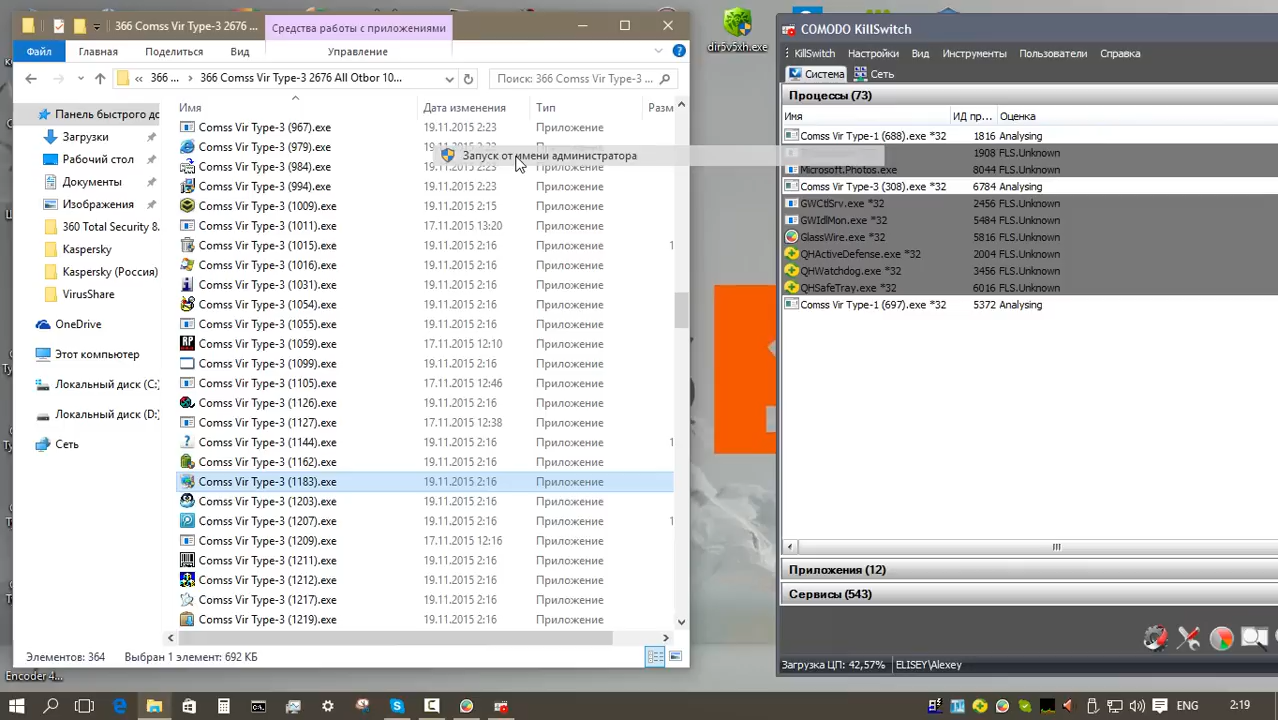 366 Comss Vir Type-3 2676 ...
Средства работы с приложениями
dir5v5xh.exe
Файл Главная Поделиться Вид Управление
« 366 ... › 366 Comss Vir Type-3 2676 All Otbor 10...
Поиск: 366 Comss Vir Type-3 ...
Панель быстрого до
Загрузки
Рабочий стол
Документы
Изображения
360 Total Security 8.
Kaspersky
Kaspersky (Россия)
VirusShare
OneDrive
Этот компьютер
Локальный диск (C:)
Локальный диск (D:)
Сеть
Имя Дата изменения Тип Разм
Comss Vir Type-3 (967).exe 19.11.2015 2:23 Приложение
Comss Vir Type-3 (979).exe 19.11.2015 2:23 Приложение
Запуск от имени администратора
Comss Vir Type-3 (984).exe 19.11.2015 2:23 Приложение
Comss Vir Type-3 (994).exe 19.11.2015 2:23 Приложение
Comss Vir Type-3 (1009).exe 19.11.2015 2:15 Приложение
Comss Vir Type-3 (1011).exe 17.11.2015 13:20 Приложение
Comss Vir Type-3 (1015).exe 19.11.2015 2:16 Приложение 1
Comss Vir Type-3 (1016).exe 19.11.2015 2:16 Приложение
Comss Vir Type-3 (1031).exe 19.11.2015 2:16 Приложение
Comss Vir Type-3 (1054).exe 19.11.2015 2:16 Приложение
Comss Vir Type-3 (1055).exe 19.11.2015 2:16 Приложение
Comss Vir Type-3 (1059).exe 17.11.2015 12:10 Приложение
Comss Vir Type-3 (1099).exe 19.11.2015 2:16 Приложение
Comss Vir Type-3 (1105).exe 17.11.2015 12:46 Приложение
Comss Vir Type-3 (1126).exe 19.11.2015 2:16 Приложение
Comss Vir Type-3 (1127).exe 17.11.2015 12:38 Приложение
Comss Vir Type-3 (1144).exe 19.11.2015 2:16 Приложение 1
Comss Vir Type-3 (1162).exe 19.11.2015 2:16 Приложение
Comss Vir Type-3 (1183).exe 19.11.2015 2:16 Приложение
Comss Vir Type-3 (1203).exe 19.11.2015 2:16 Приложение
Comss Vir Type-3 (1207).exe 19.11.2015 2:16 Приложение 1
Comss Vir Type-3 (1209).exe 17.11.2015 12:16 Приложение
Comss Vir Type-3 (1211).exe 19.11.2015 2:16 Приложение
Comss Vir Type-3 (1212).exe 19.11.2015 2:16 Приложение
Comss Vir Type-3 (1217).exe 19.11.2015 2:16 Приложение
Comss Vir Type-3 (1219).exe 19.11.2015 2:16 Приложение
Элементов: 364 Выбран 1 элемент: 692 КБ
Encoder 4...
COMODO KillSwitch
KillSwitch Настройки Вид Инструменты Пользователи Справка
Система Сеть
Процессы (73)
Имя ИД пр... Оценка
Comss Vir Type-1 (688).exe *32 1816 Analysing
1908 FLS.Unknown
Microsoft.Photos.exe 8044 FLS.Unknown
Comss Vir Type-3 (308).exe *32 6784 Analysing
GWCtlSrv.exe *32 2456 FLS.Unknown
GWIdlMon.exe *32 5484 FLS.Unknown
GlassWire.exe *32 5816 FLS.Unknown
QHActiveDefense.exe *32 2004 FLS.Unknown
QHWatchdog.exe *32 3456 FLS.Unknown
QHSafeTray.exe *32 6016 FLS.Unknown
Comss Vir Type-1 (697).exe *32 5372 Analysing
Приложения (12)
Сервисы (543)
Загрузка ЦП: 42,57% ELISEY\Alexey
ENG 2:19